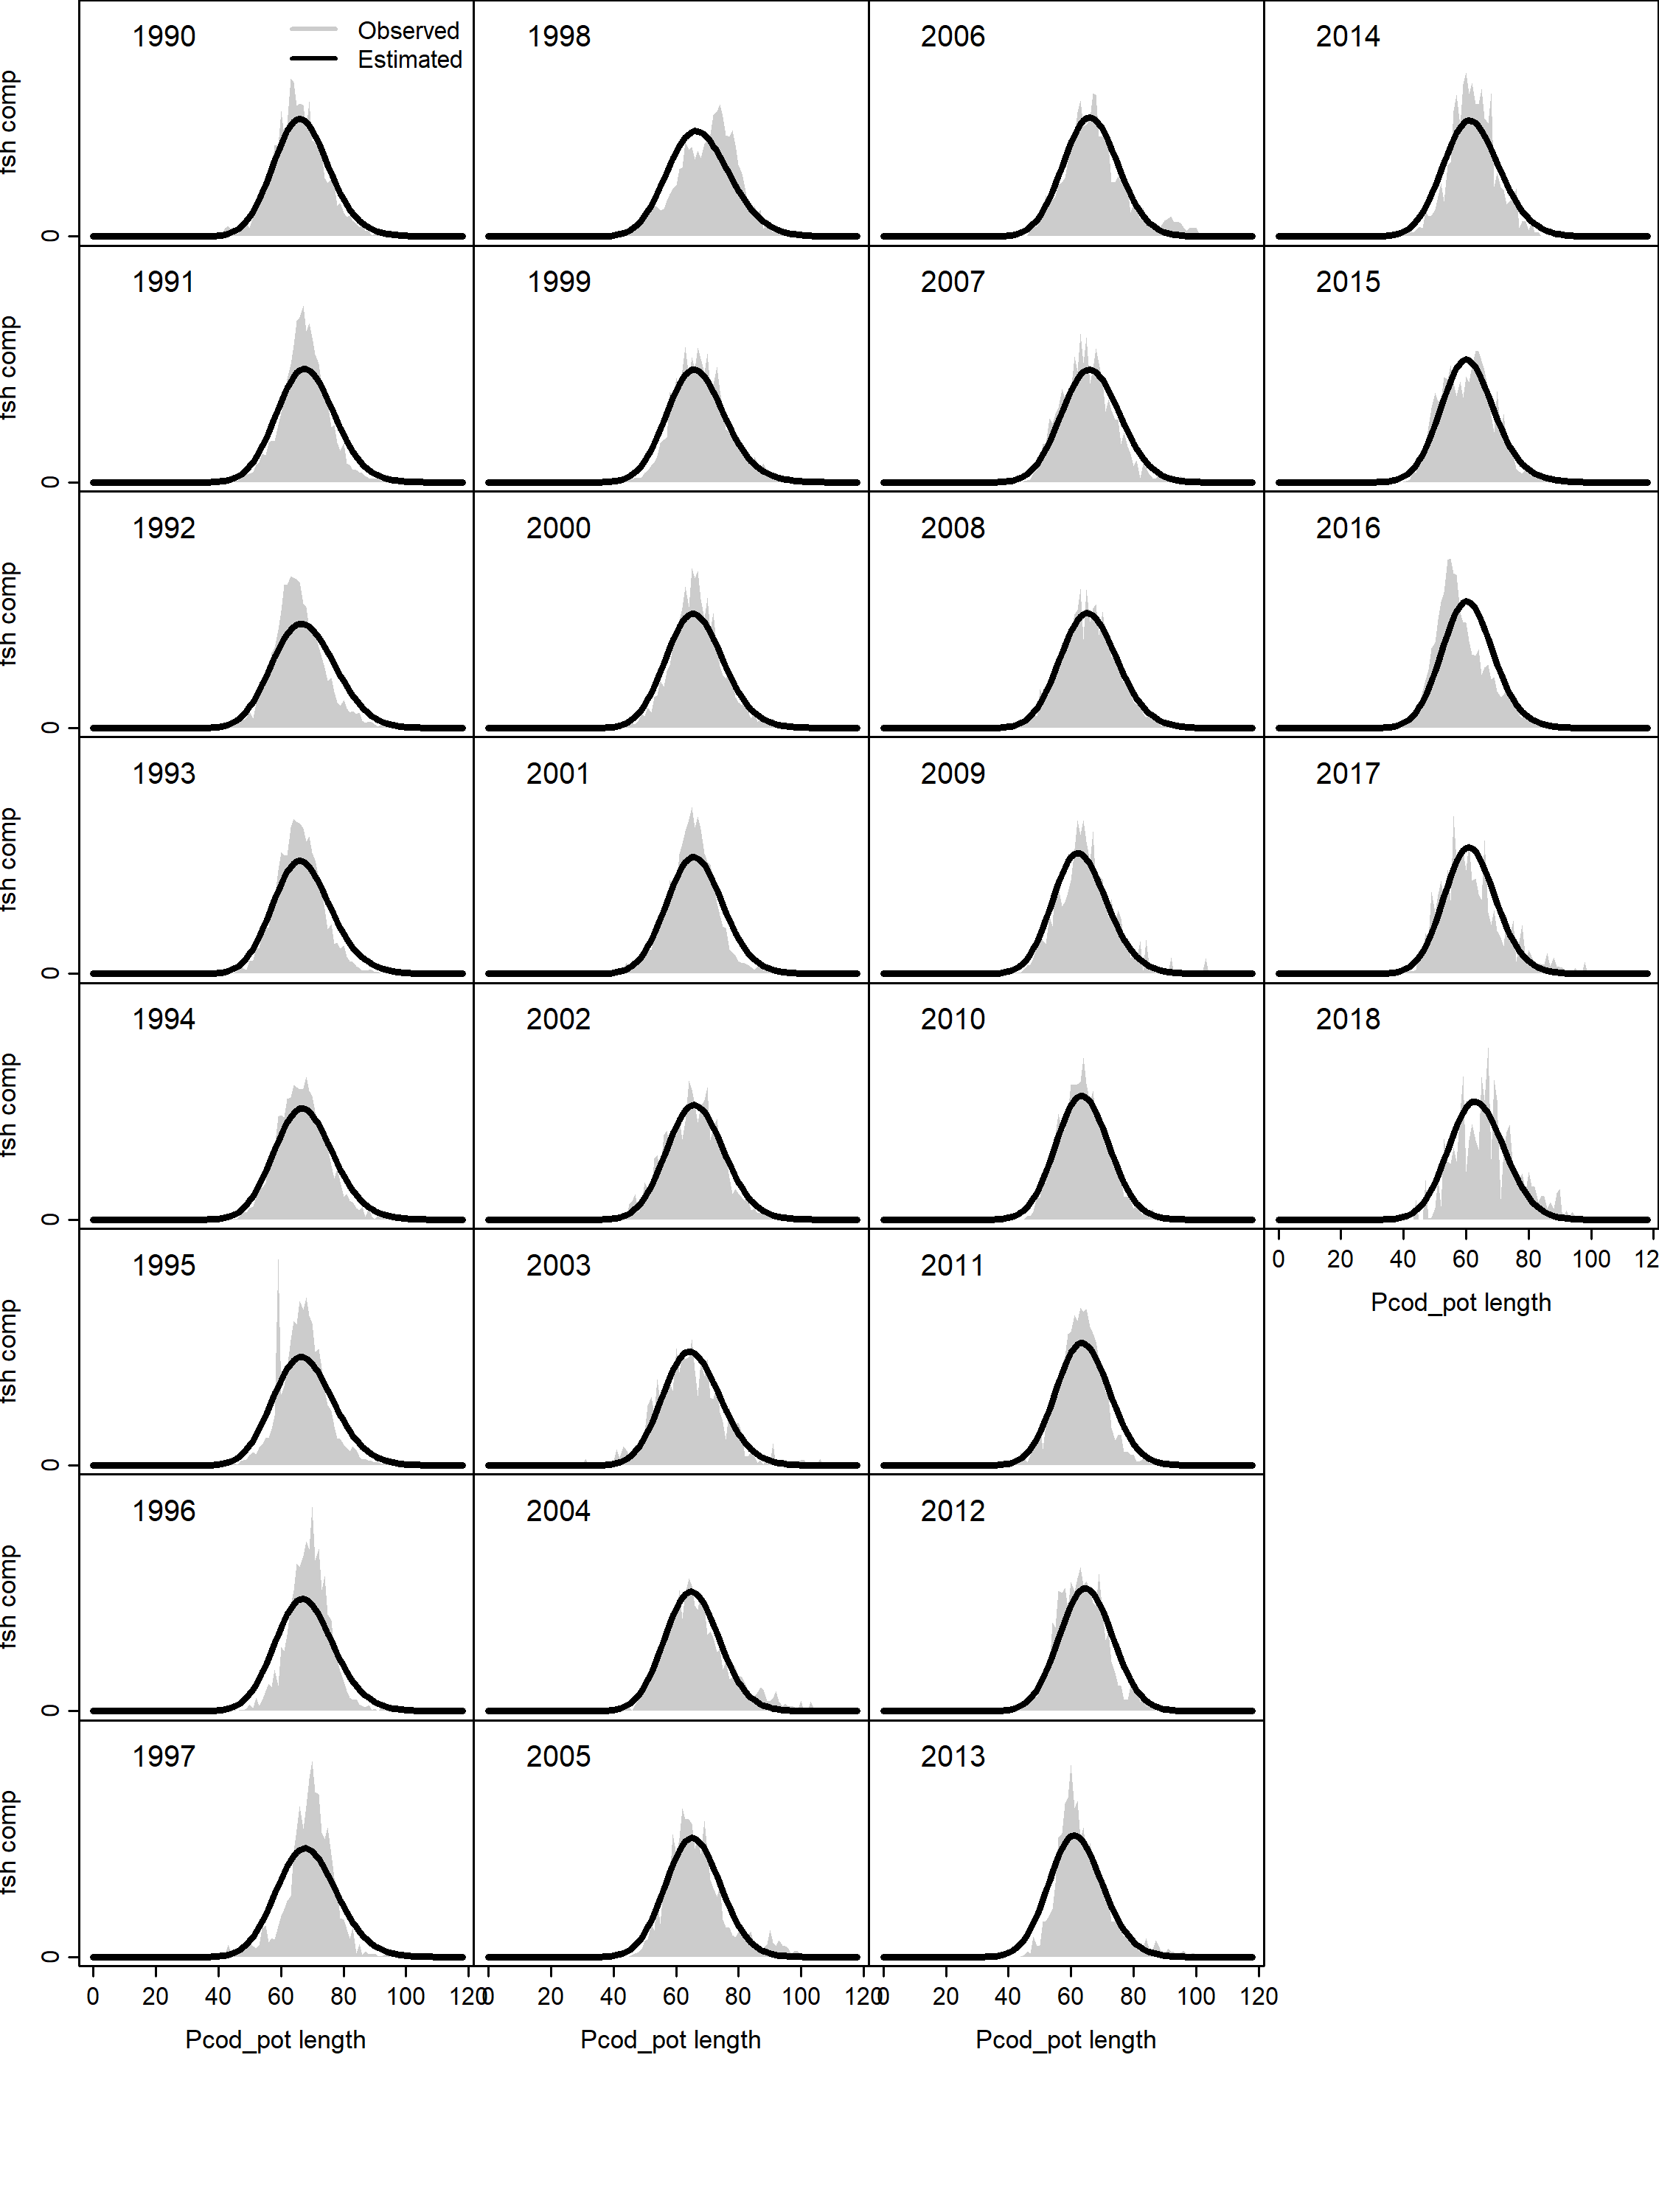 1990
Observed
Estimated
1998
2006
2014
fsh comp
0
1991
1999
2007
2015
fsh comp
0
1992
2000
2008
2016
fsh comp
0
1993
2001
2009
2017
fsh comp
0
1994
2002
2010
2018
fsh comp
0
0 20 40 60 80 100 12
Pcod_pot length
1995
2003
2011
fsh comp
0
1996
2004
2012
fsh comp
0
1997
2005
2013
fsh comp
0
0 20 40 60 80 100 120
0 20 40 60 80 100 120
0 20 40 60 80 100 120
Pcod_pot length
Pcod_pot length
Pcod_pot length